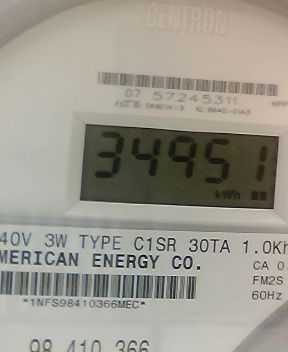 CENTRON
07 57245311
34951
kWh
40V 3W TYPE C1SR 30TA 1.0Kh
MERICAN ENERGY CO.
CA 0.
FM2S
60Hz
*1NFS98410366MEC*
98 410 366